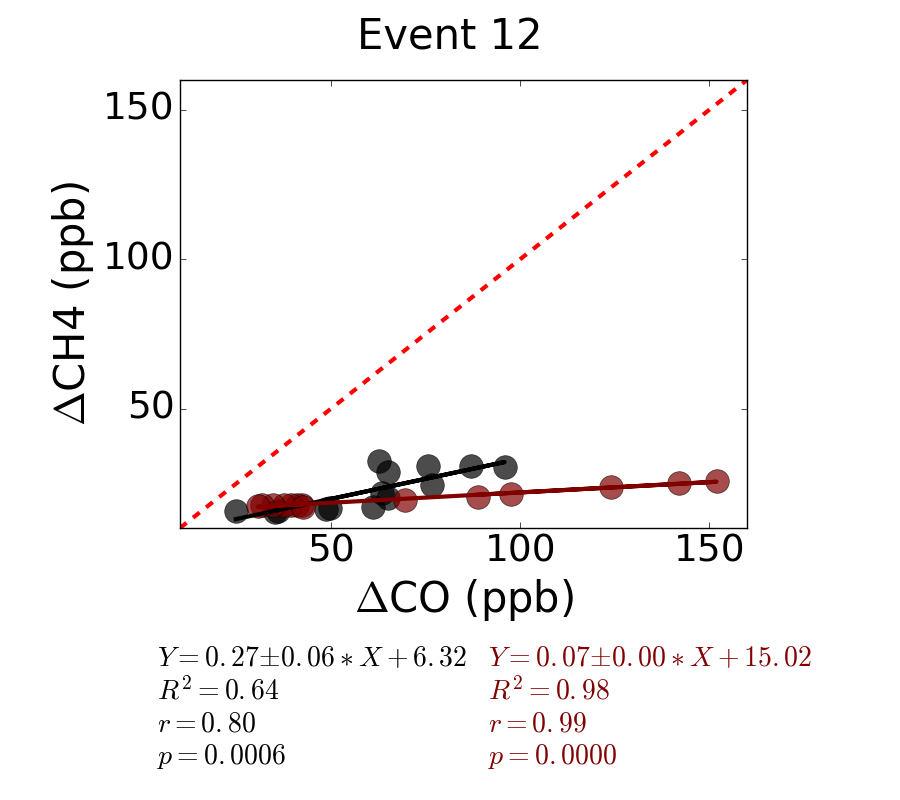 Event 12
150
100
50
ΔCH4 (ppb)
50 100 150
ΔCO (ppb)
Y = 0.27±0.06 ∗ X + 6.32
R² = 0.64
r = 0.80
p = 0.0006
Y = 0.07±0.00 ∗ X + 15.02
R² = 0.98
r = 0.99
p = 0.0000